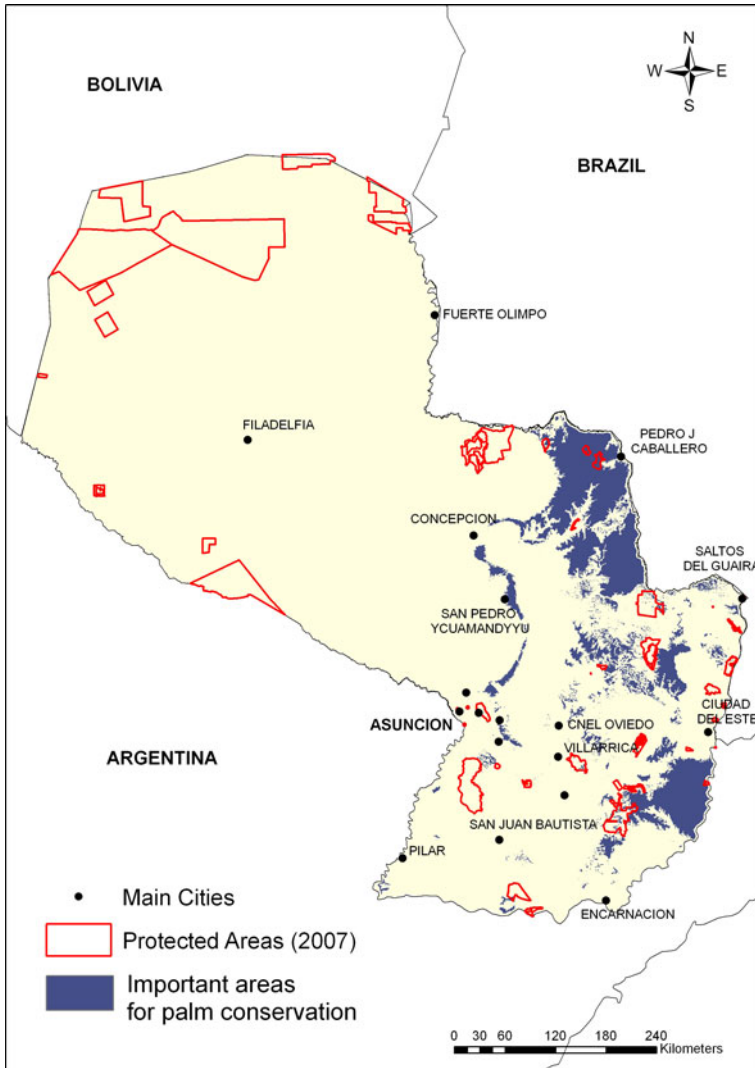 N
W E
S
BOLIVIA
BRAZIL
FUERTE OLIMPO
FILADELFIA
PEDRO J
CABALLERO
CONCEPCION
SALTOS
DEL GUAIRA
SAN PEDRO
YCUAMANDYYU
ASUNCION
CIUDAD
DEL ESTE
CNEL OVIEDO
VILLARRICA
ARGENTINA
SAN JUAN BAUTISTA
PILAR
ENCARNACION
Main Cities
Protected Areas (2007)
Important areas
for palm conservation
0 30 60 120 180 240
Kilometers